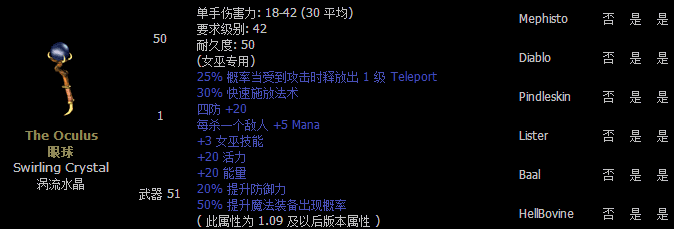 The Oculus
眼球
Swirling Crystal
涡流水晶
50
1
武器 51
单手伤害力: 18-42 (30 平均)
要求级别: 42
耐久度: 50
(女巫专用)
25% 概率当受到攻击时释放出 1 级 Teleport
30% 快速施放法术
四防 +20
每杀一个敌人 +5 Mana
+3 女巫技能
+20 活力
+20 能量
20% 提升防御力
50% 提升魔法装备出现概率
( 此属性为 1.09 及以后版本属性 )
Mephisto 否 是 是
Diablo 否 是 是
Pindleskin 否 是 是
Lister 否 是 是
Baal 否 是 是
HellBovine 否 是 是